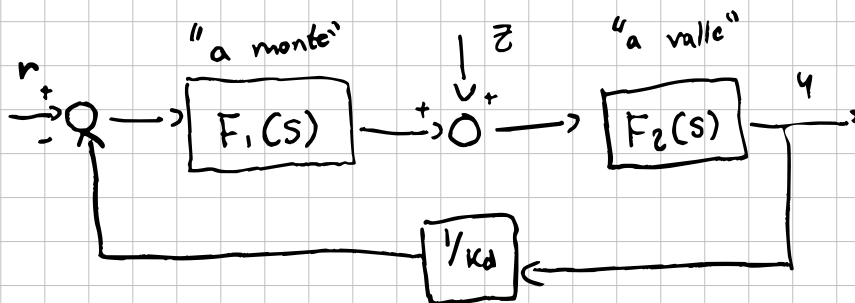 "a monte"
z
"a valle"
r
+
-
F₁(s)
+
+
F₂(s)
y
1/Kd